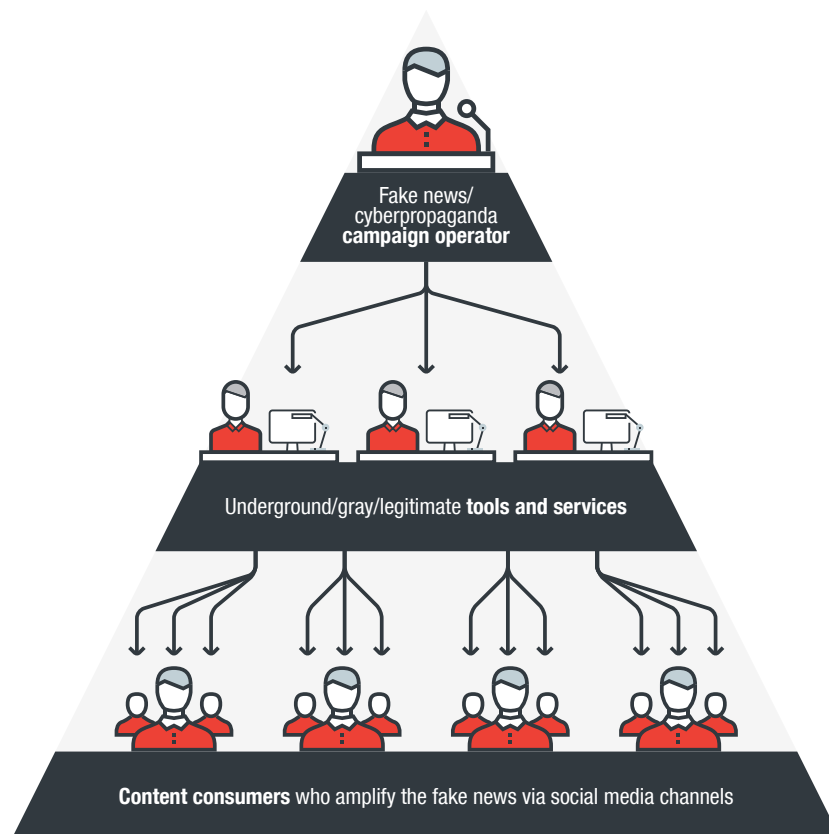 Fake news/
cyberpropaganda
campaign operator
Underground/gray/legitimate tools and services
Content consumers who amplify the fake news via social media channels